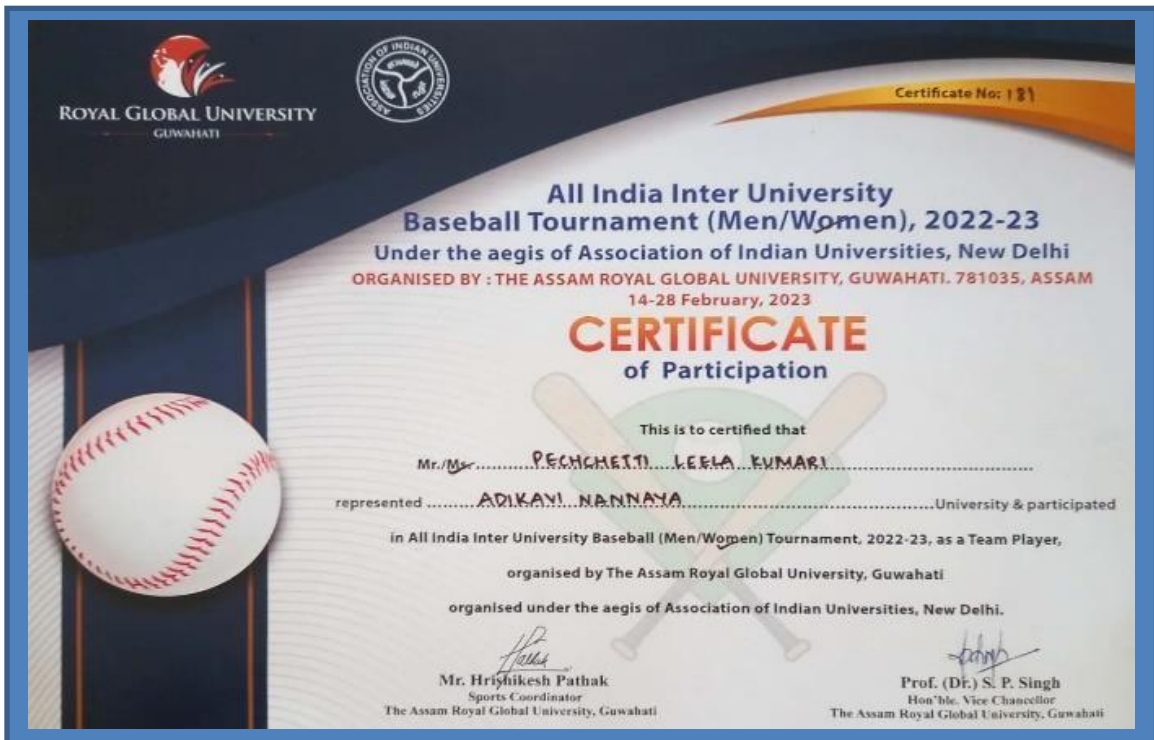 ROYAL GLOBAL UNIVERSITY
GUWAHATI
ASSOCIATION OF INDIAN UNIVERSITIES
Certificate No: 181
All India Inter University
Baseball Tournament (Men/Women), 2022-23
Under the aegis of Association of Indian Universities, New Delhi
ORGANISED BY : THE ASSAM ROYAL GLOBAL UNIVERSITY, GUWAHATI. 781035, ASSAM
14-28 February, 2023
CERTIFICATE
of Participation
This is to certified that
Mr./Ms. PECHCHETTI LEELA KUMARI
represented ADIKAVI NANNAYA University & participated
in All India Inter University Baseball (Men/Women) Tournament, 2022-23, as a Team Player,
organised by The Assam Royal Global University, Guwahati
organised under the aegis of Association of Indian Universities, New Delhi.
Mr. Hrishikesh Pathak
Sports Coordinator
The Assam Royal Global University, Guwahati
Prof. (Dr.) S. P. Singh
Hon'ble. Vice Chancellor
The Assam Royal Global University, Guwahati